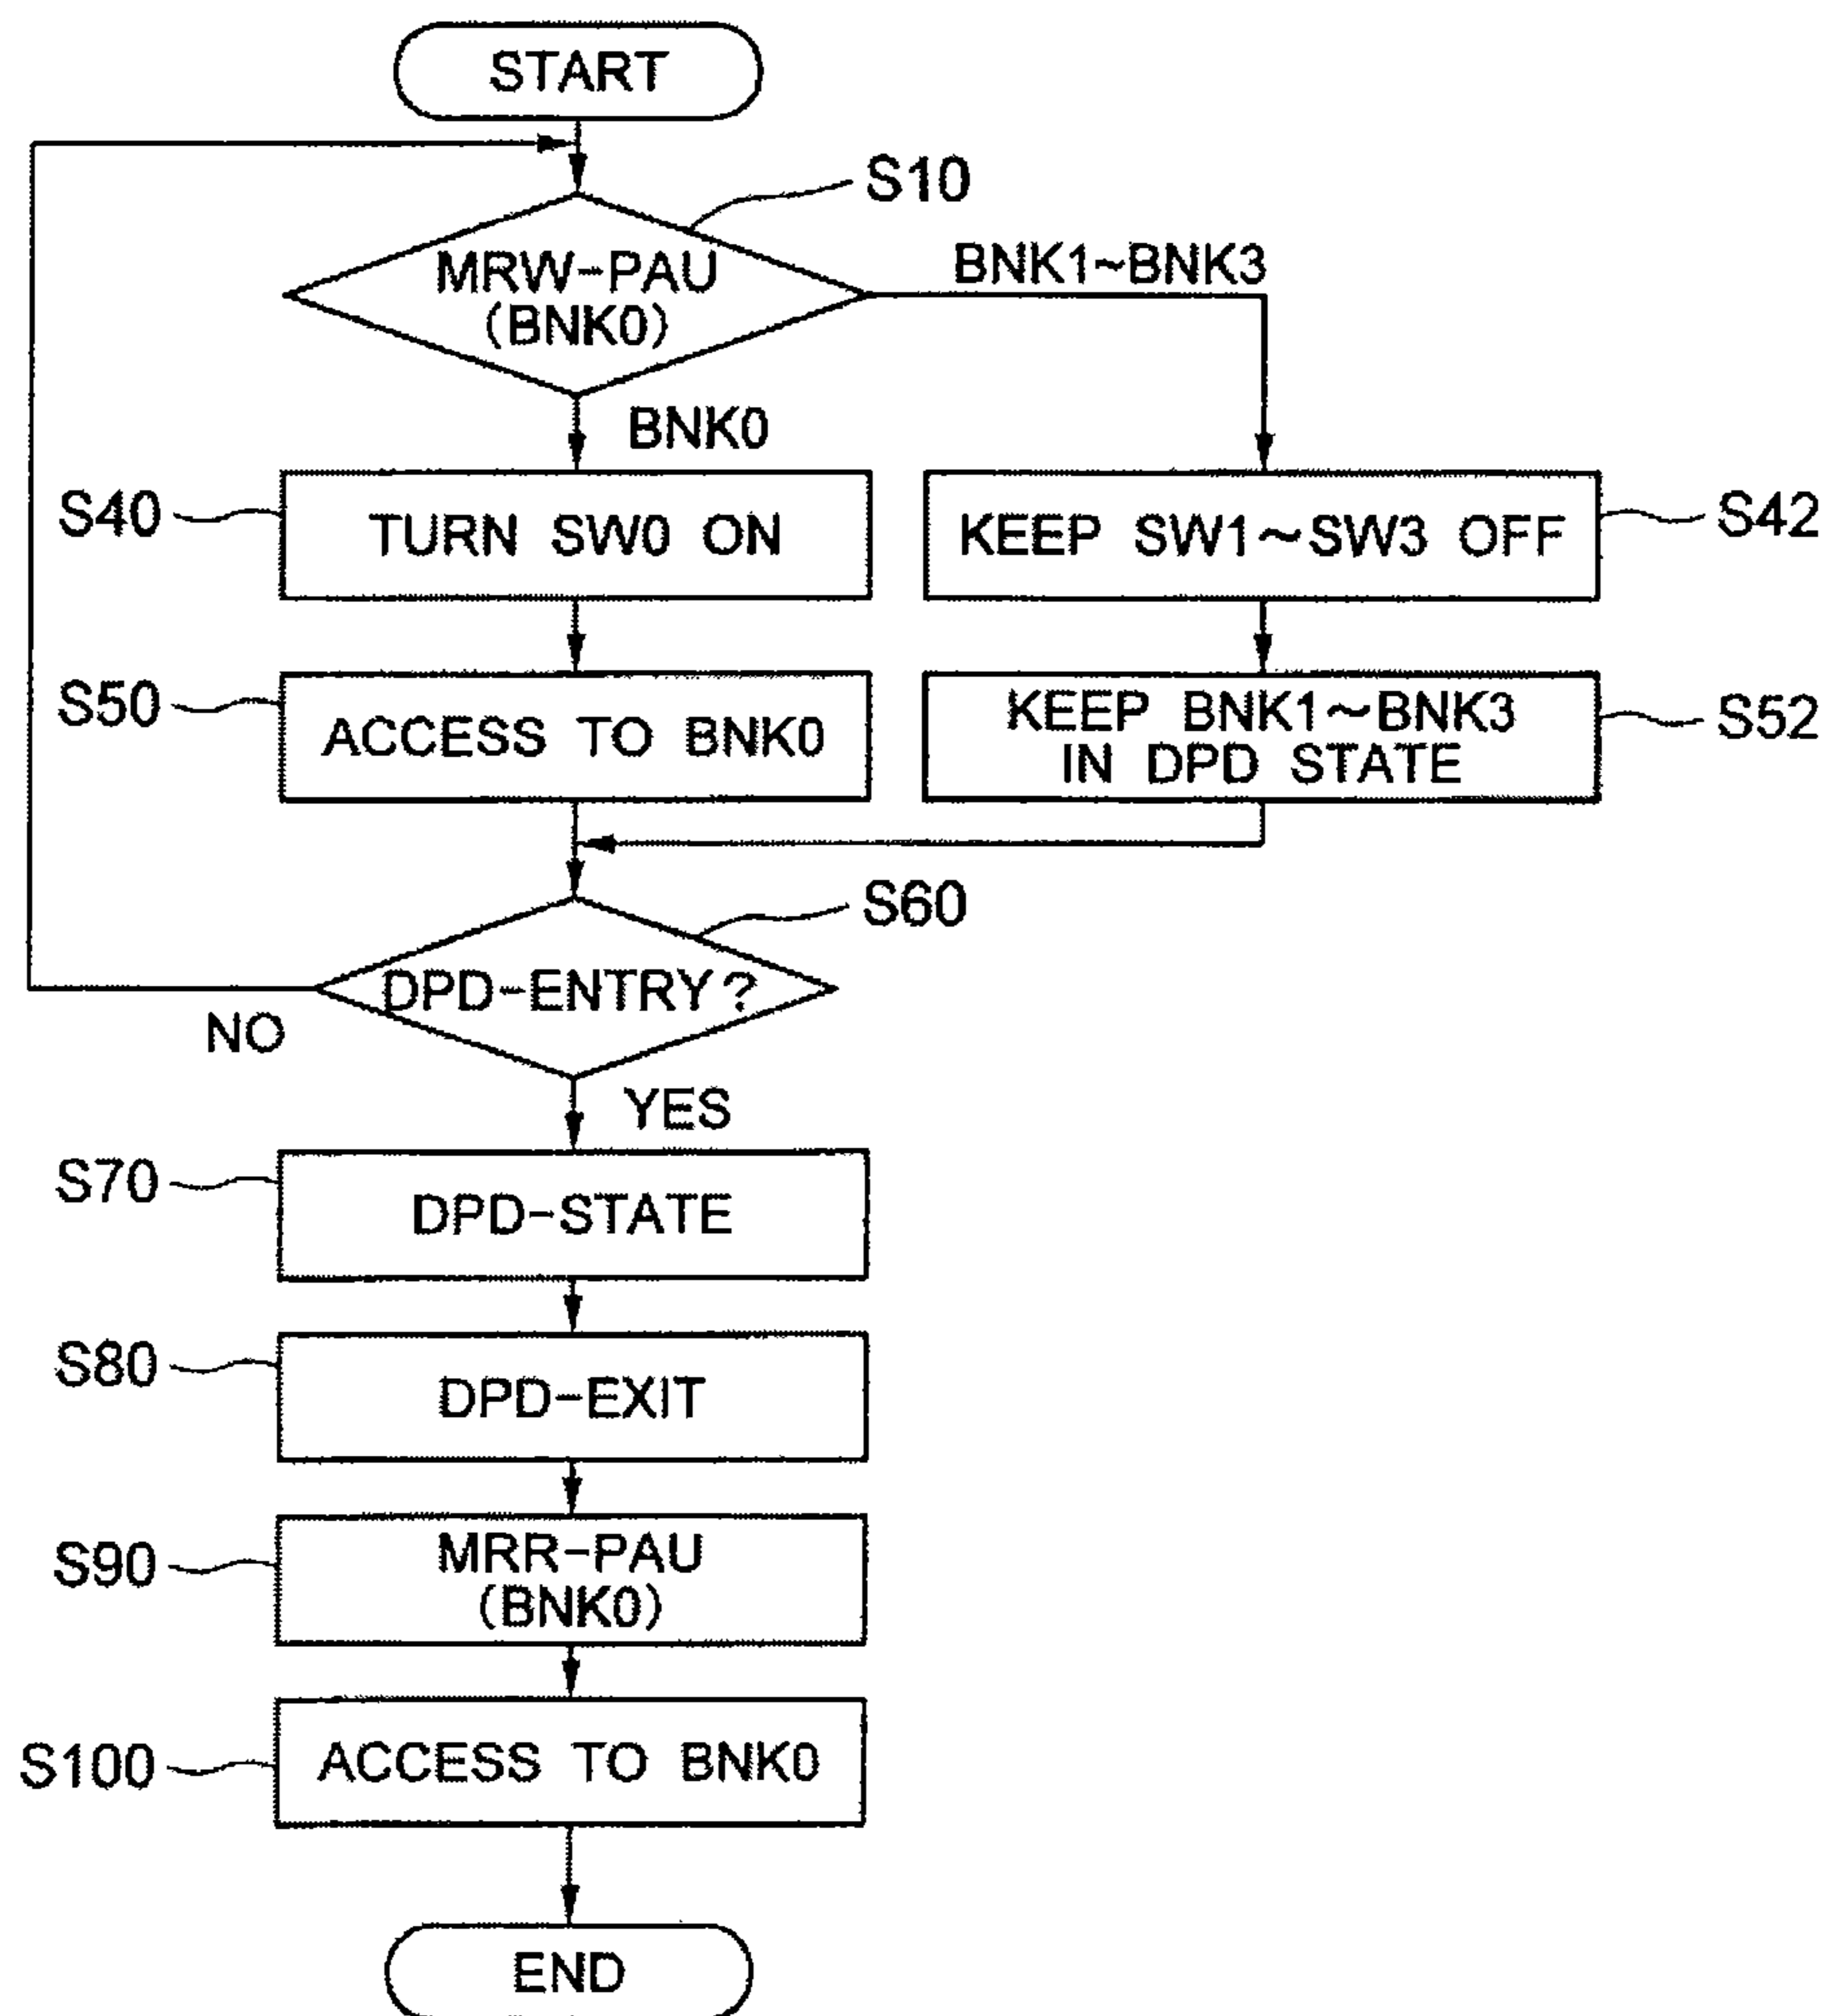 START
S10
MRW-PAU
(BNK0)
BNK1~BNK3
BNK0
S40
TURN SW0 ON
KEEP SW1~SW3 OFF
S42
S50
ACCESS TO BNK0
KEEP BNK1~BNK3
IN DPD STATE
S52
S60
DPD-ENTRY?
NO
YES
S70
DPD-STATE
S80
DPD-EXIT
S90
MRR-PAU
(BNK0)
S100
ACCESS TO BNK0
END